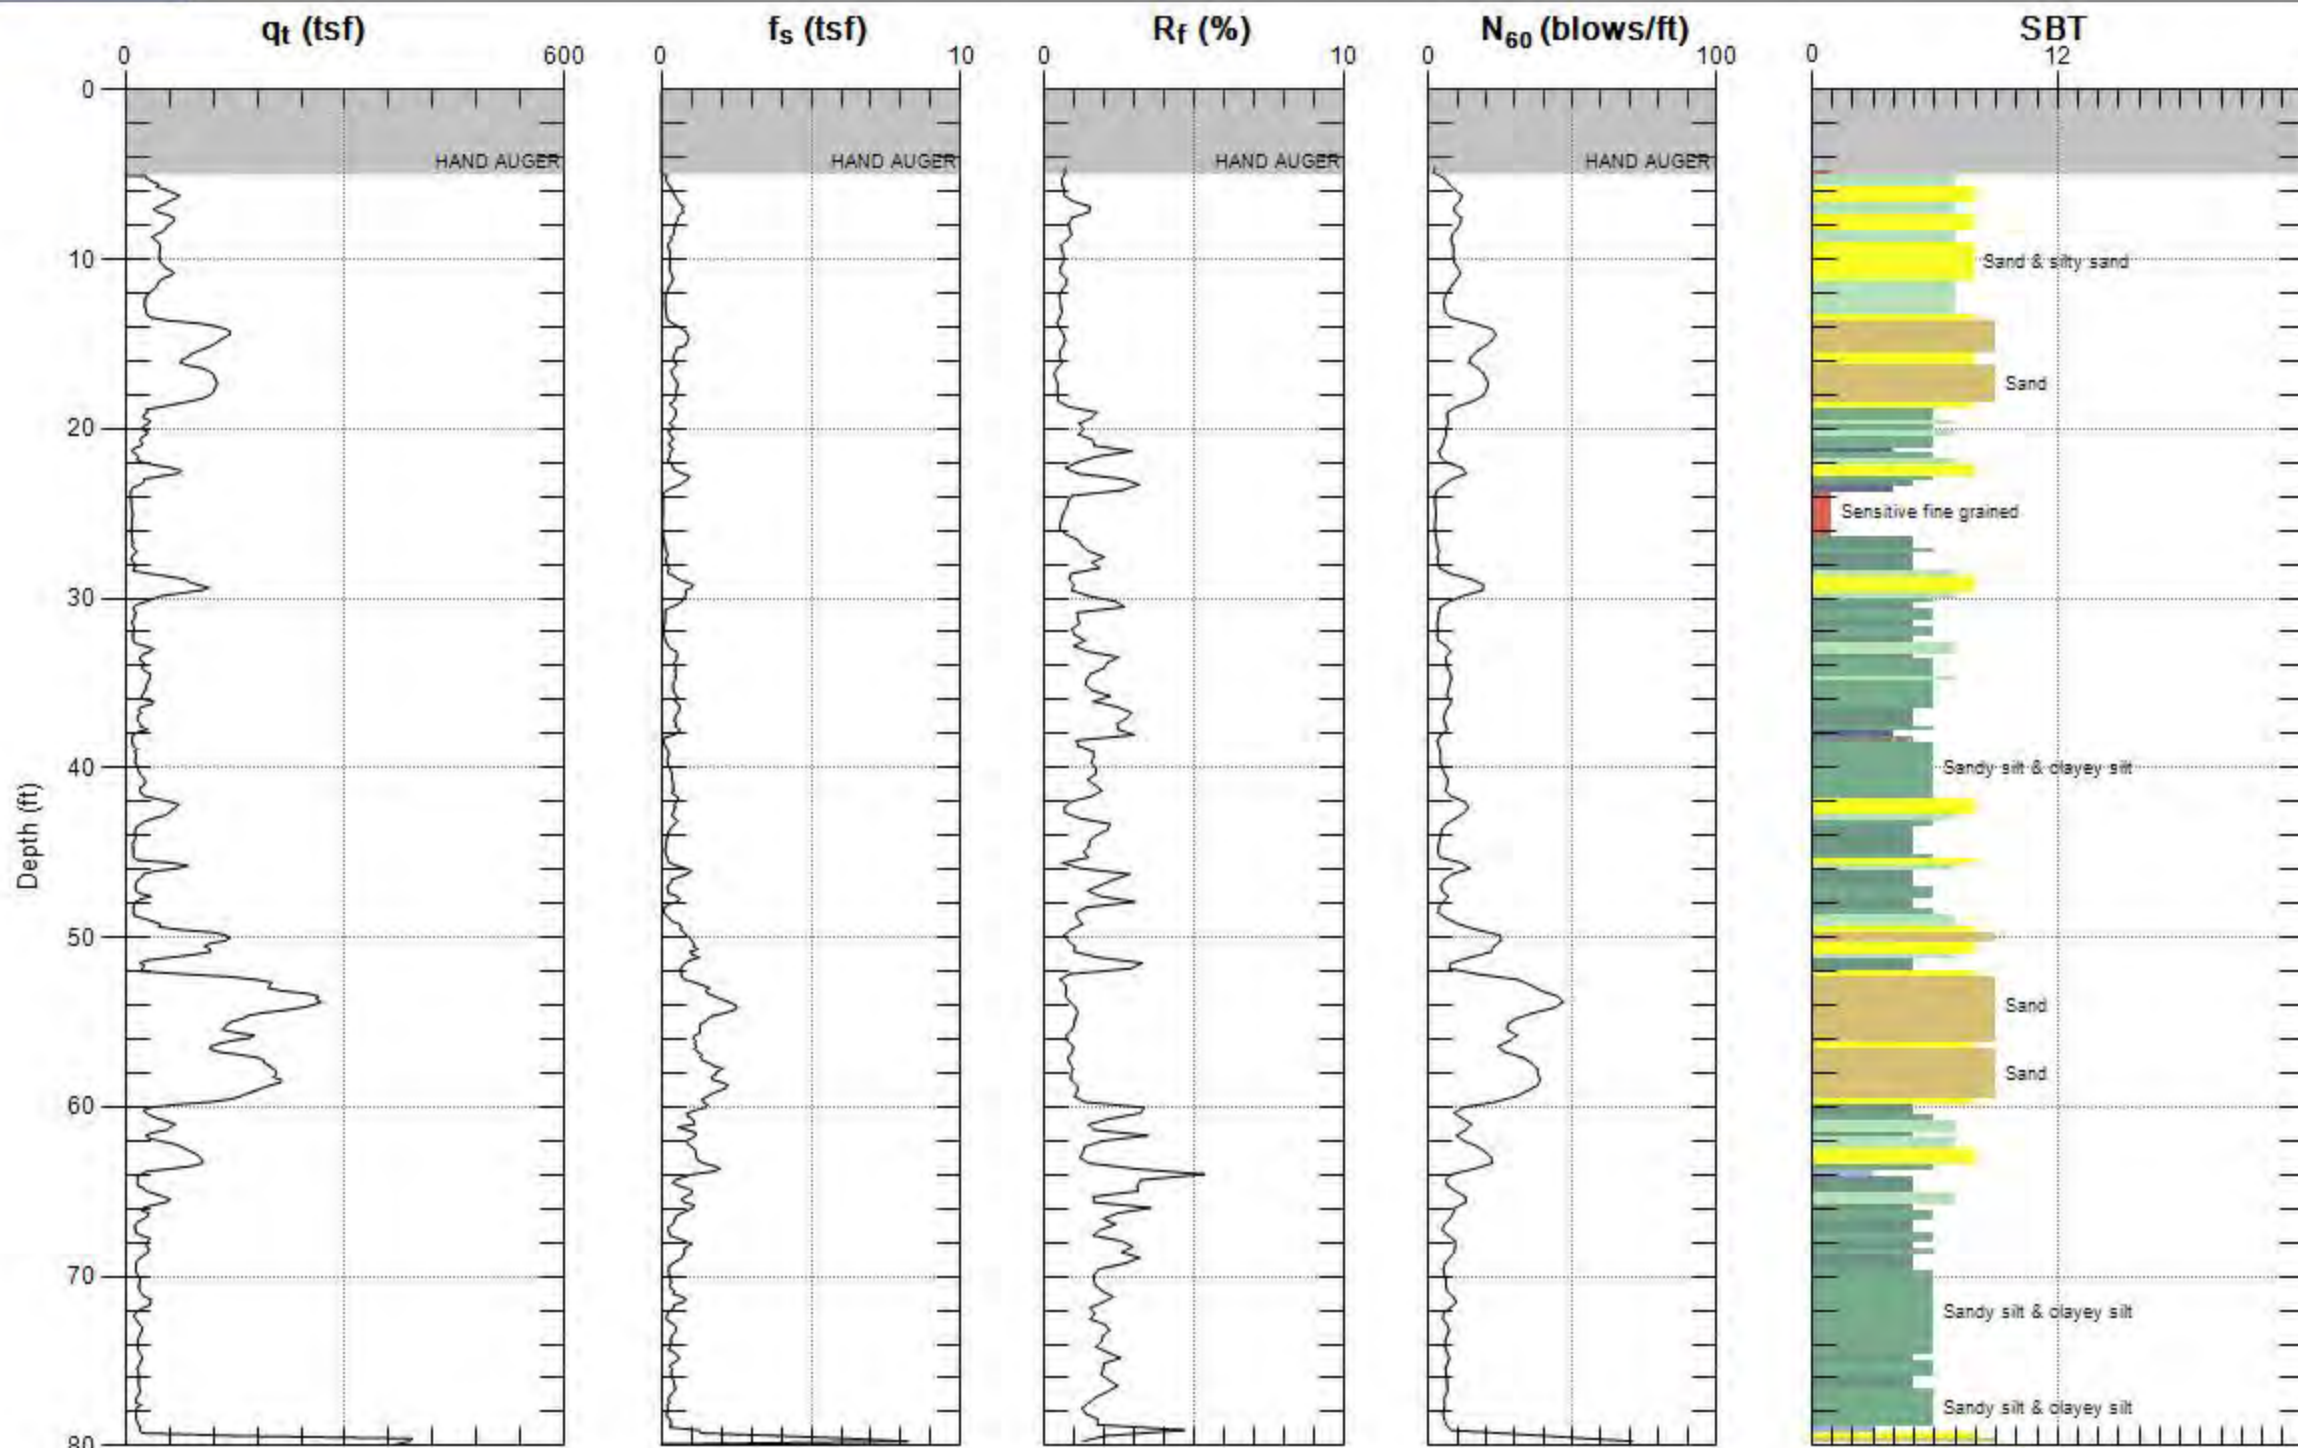 qt (tsf) fs (tsf) Rf (%) N60 (blows/ft) SBT
0 600 0 10 0 10 0 100 0 12
0
HAND AUGER HAND AUGER HAND AUGER HAND AUGER
10
Sand & silty sand
Sand
20
Sensitive fine grained
30
40
Sandy silt & clayey silt
Depth (ft)
50
Sand
Sand
60
70
Sandy silt & clayey silt
Sandy silt & clayey silt
80